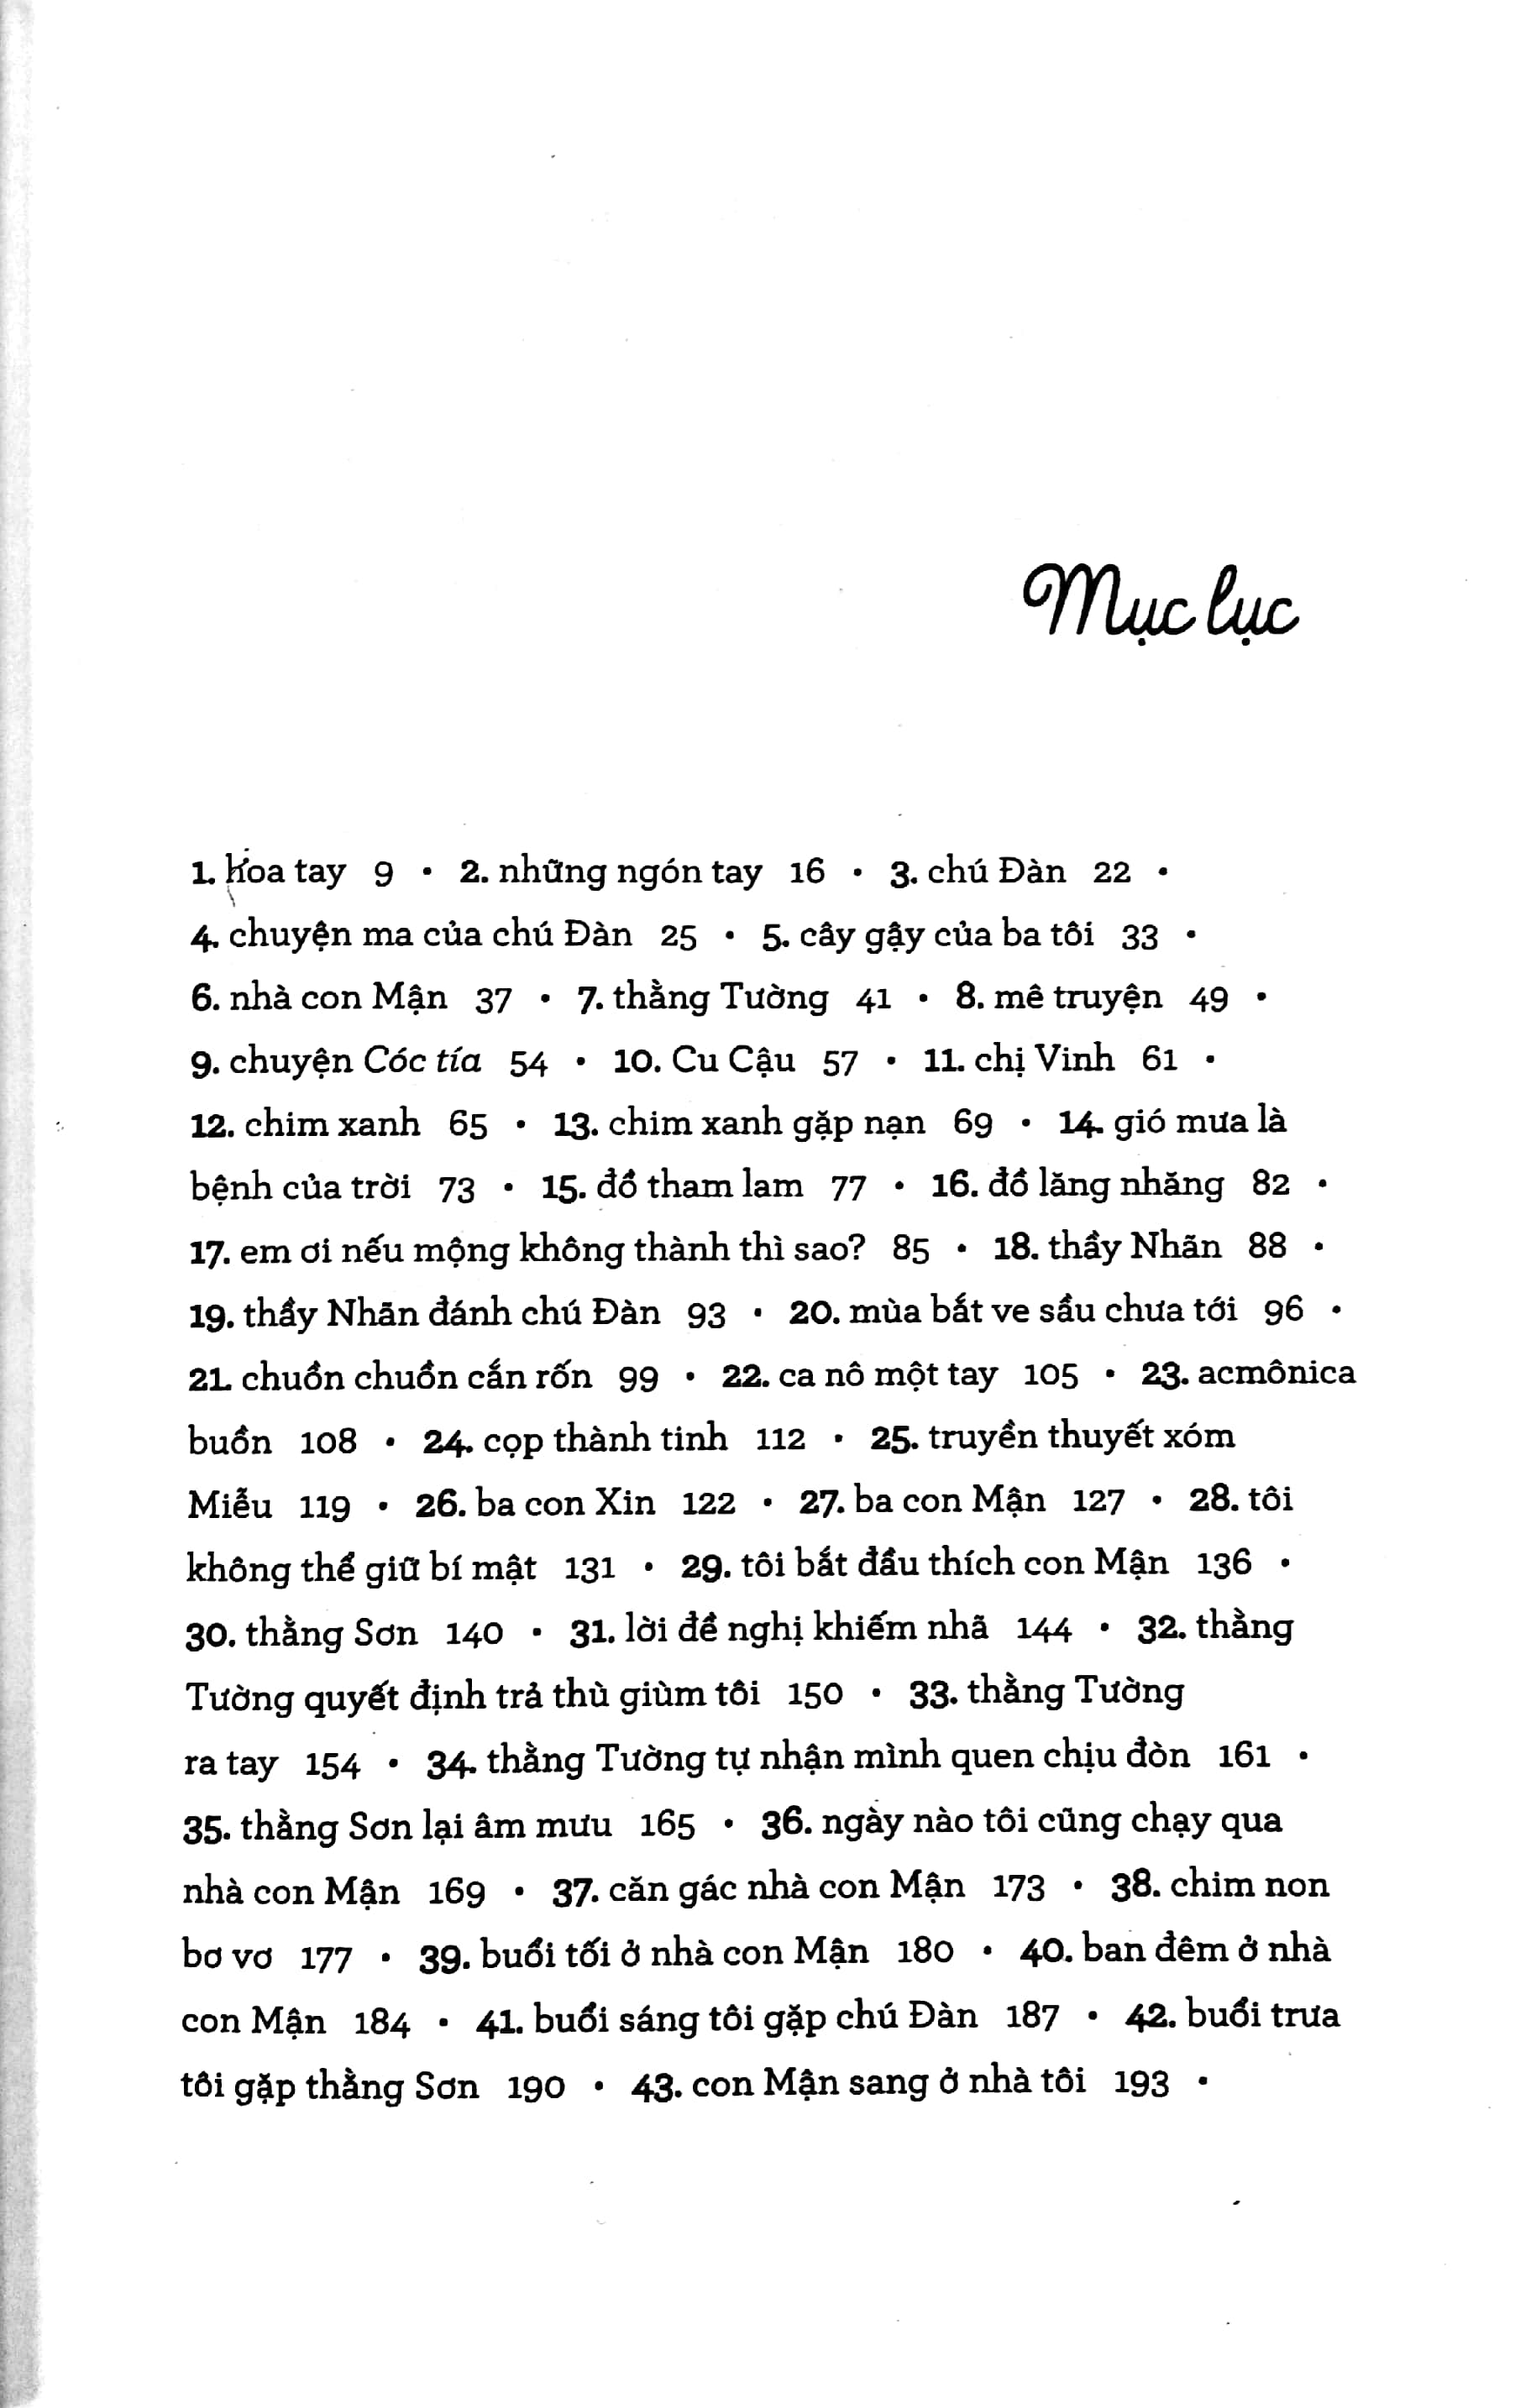 Mục lục
1. hoa tay 9 • 2. những ngón tay 16 • 3. chú Đàn 22 •
4. chuyện ma của chú Đàn 25 • 5. cây gậy của ba tôi 33 •
6. nhà con Mận 37 • 7. thằng Tường 41 • 8. mê truyện 49 •
9. chuyện Cóc tía 54 • 10. Cu Cậu 57 • 11. chị Vinh 61 •
12. chim xanh 65 • 13. chim xanh gặp nạn 69 • 14. gió mưa là
bệnh của trời 73 • 15. đồ tham lam 77 • 16. đồ lăng nhăng 82 •
17. em ơi nếu mộng không thành thì sao? 85 • 18. thầy Nhãn 88 •
19. thầy Nhãn đánh chú Đàn 93 • 20. mùa bắt ve sầu chưa tới 96 •
21. chuồn chuồn cắn rốn 99 • 22. ca nô một tay 105 • 23. acmônica
buồn 108 • 24. cọp thành tinh 112 • 25. truyền thuyết xóm
Miễu 119 • 26. ba con Xin 122 • 27. ba con Mận 127 • 28. tôi
không thể giữ bí mật 131 • 29. tôi bắt đầu thích con Mận 136 •
30. thằng Sơn 140 • 31. lời đề nghị khiếm nhã 144 • 32. thằng
Tường quyết định trả thù giùm tôi 150 • 33. thằng Tường
ra tay 154 • 34. thằng Tường tự nhận mình quen chịu đòn 161 •
35. thằng Sơn lại âm mưu 165 • 36. ngày nào tôi cũng chạy qua
nhà con Mận 169 • 37. căn gác nhà con Mận 173 • 38. chim non
bơ vơ 177 • 39. buổi tối ở nhà con Mận 180 • 40. ban đêm ở nhà
con Mận 184 • 41. buổi sáng tôi gặp chú Đàn 187 • 42. buổi trưa
tôi gặp thằng Sơn 190 • 43. con Mận sang ở nhà tôi 193 •